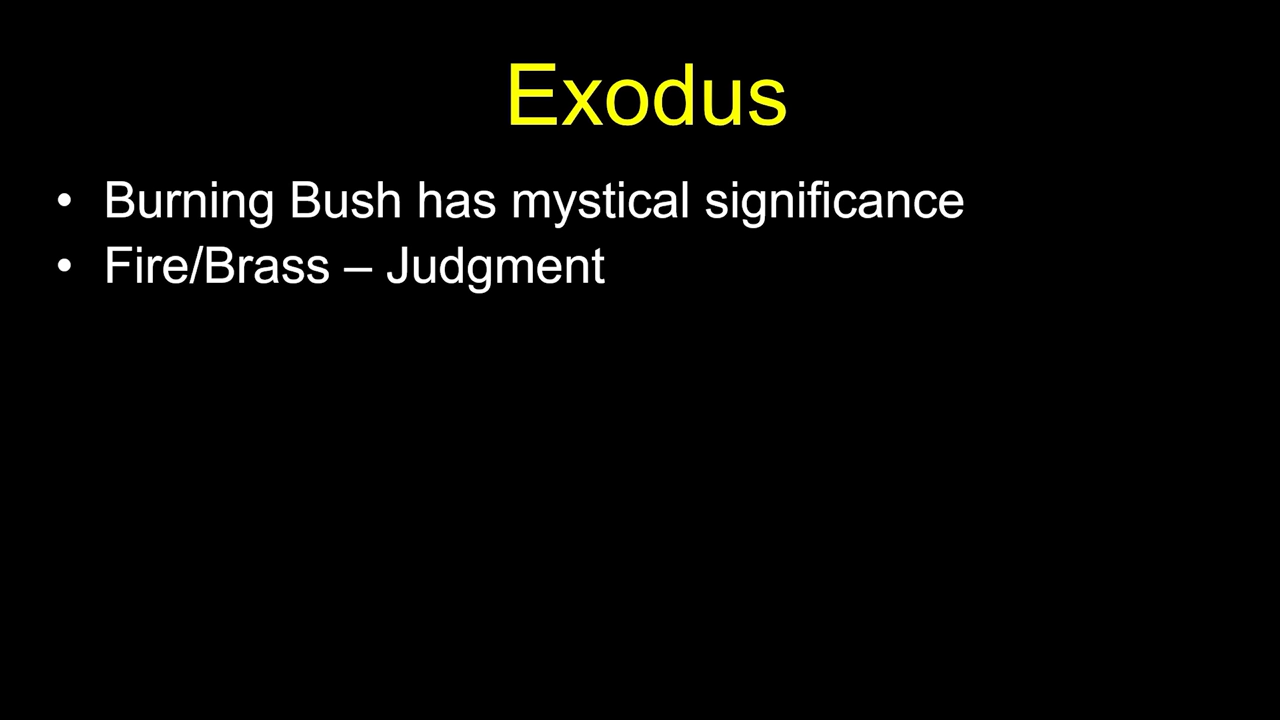 Exodus
• Burning Bush has mystical significance
• Fire/Brass – Judgment